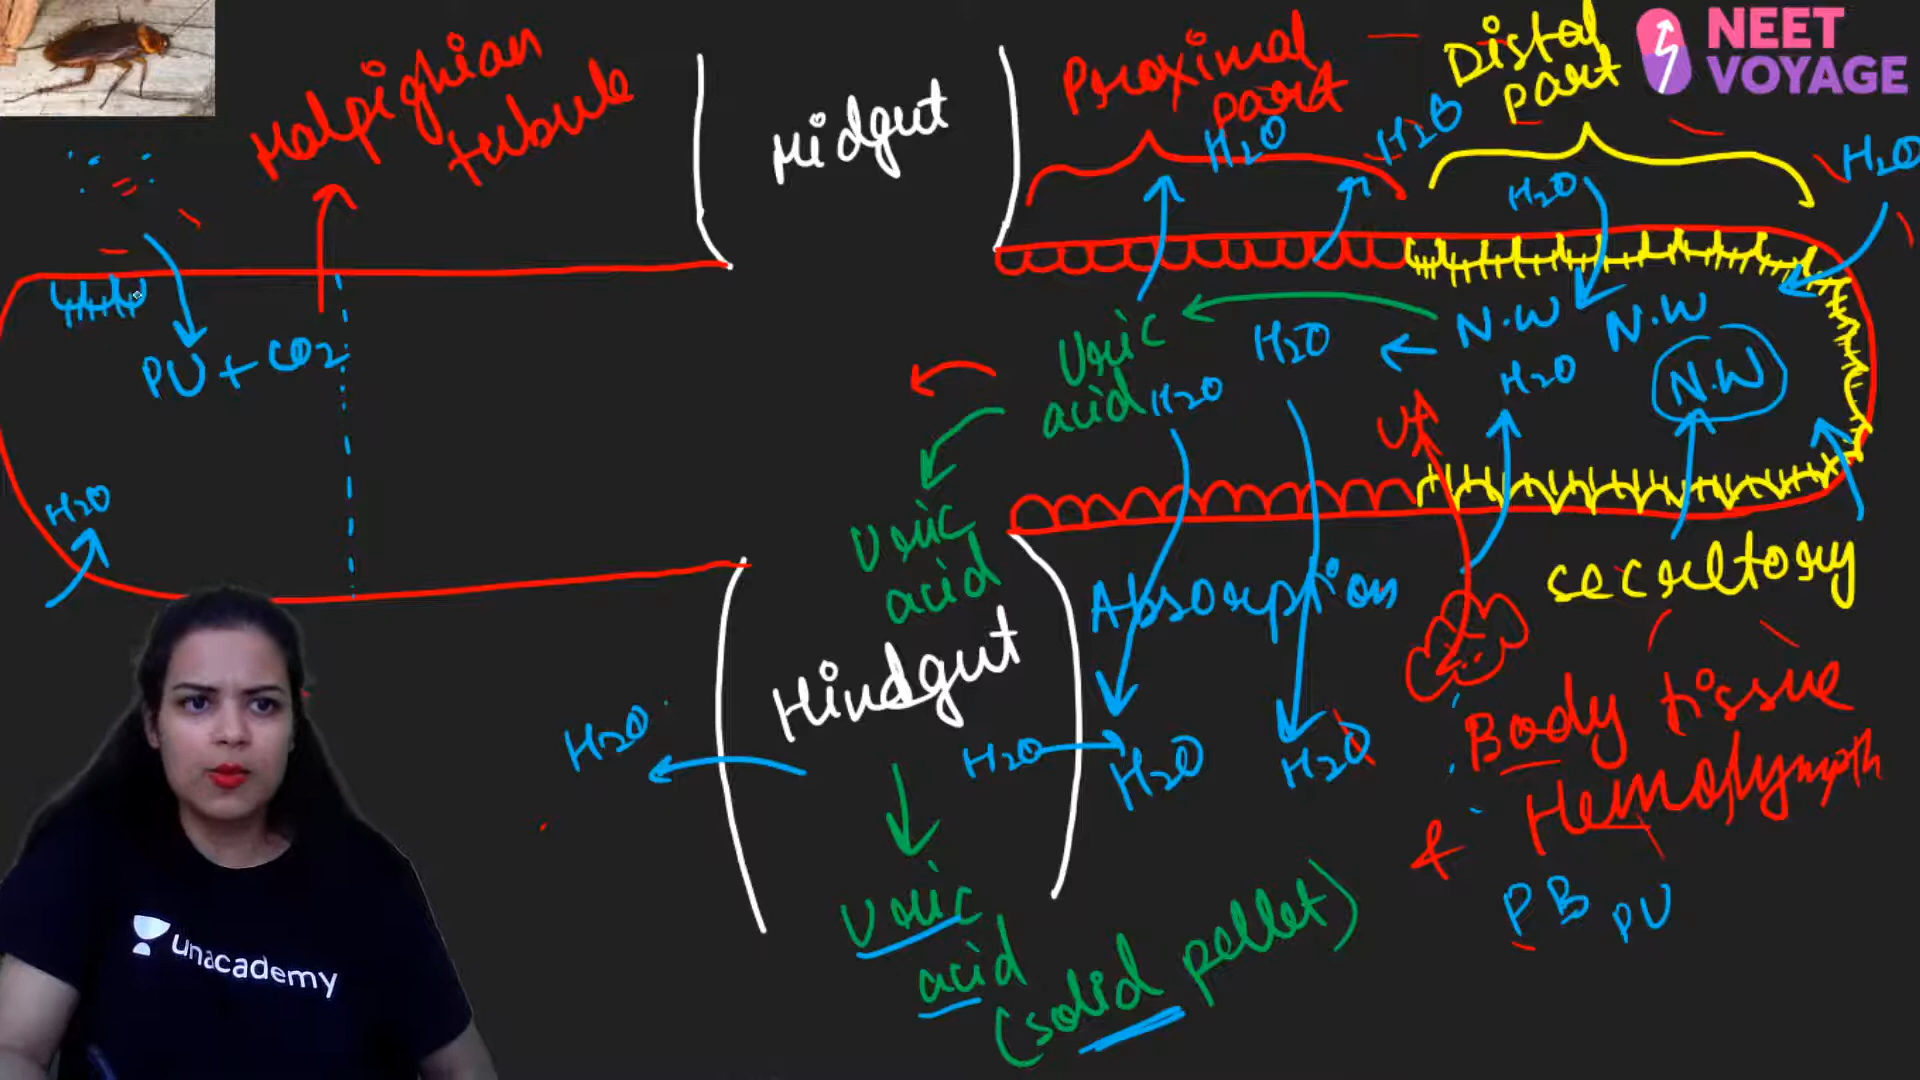 Malpighian
tubule
Midgut
Proximal
part
Distal
part
NEET
VOYAGE
H2O
H2O
H2O
H2O
PU + CO2
H2O
Uric
acid
H2O
H2O
N.W
N.W
H2O
N.W
UA
Uric
acid
Absorption
secretory
Hindgut
H2O
H2O
H2O
H2O
Body tissue
& Hemolymph
PB PU
Uric
acid
(solid pellet)
unacademy